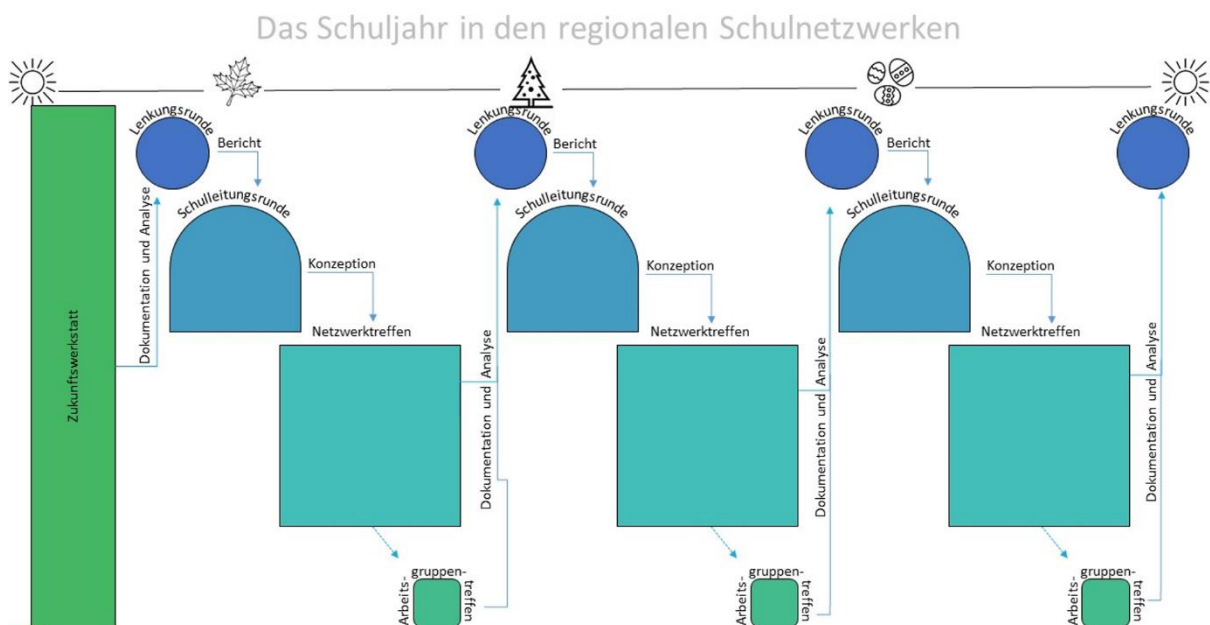 Das Schuljahr in den regionalen Schulnetzwerken
Zukunftswerkstatt
Dokumentation und Analyse
Lenkungsrunde
Bericht
Schulleitungsrunde
Konzeption
Netzwerktreffen
Arbeits-
gruppen-
treffen
Dokumentation und Analyse
Lenkungsrunde
Bericht
Schulleitungsrunde
Konzeption
Netzwerktreffen
Arbeits-
gruppen-
treffen
Dokumentation und Analyse
Lenkungsrunde
Bericht
Schulleitungsrunde
Konzeption
Netzwerktreffen
Arbeits-
gruppen-
treffen
Dokumentation und Analyse
Lenkungsrunde